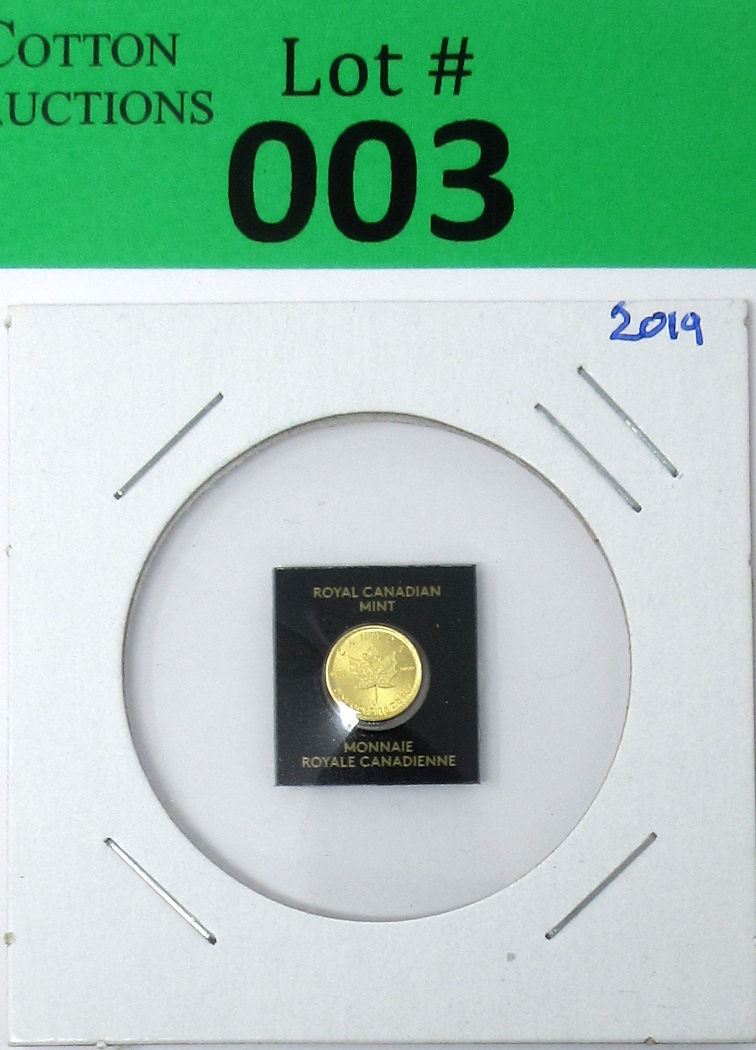 COTTON
UCTIONS
Lot #
003
2019
ROYAL CANADIAN
MINT
MONNAIE
ROYALE CANADIENNE